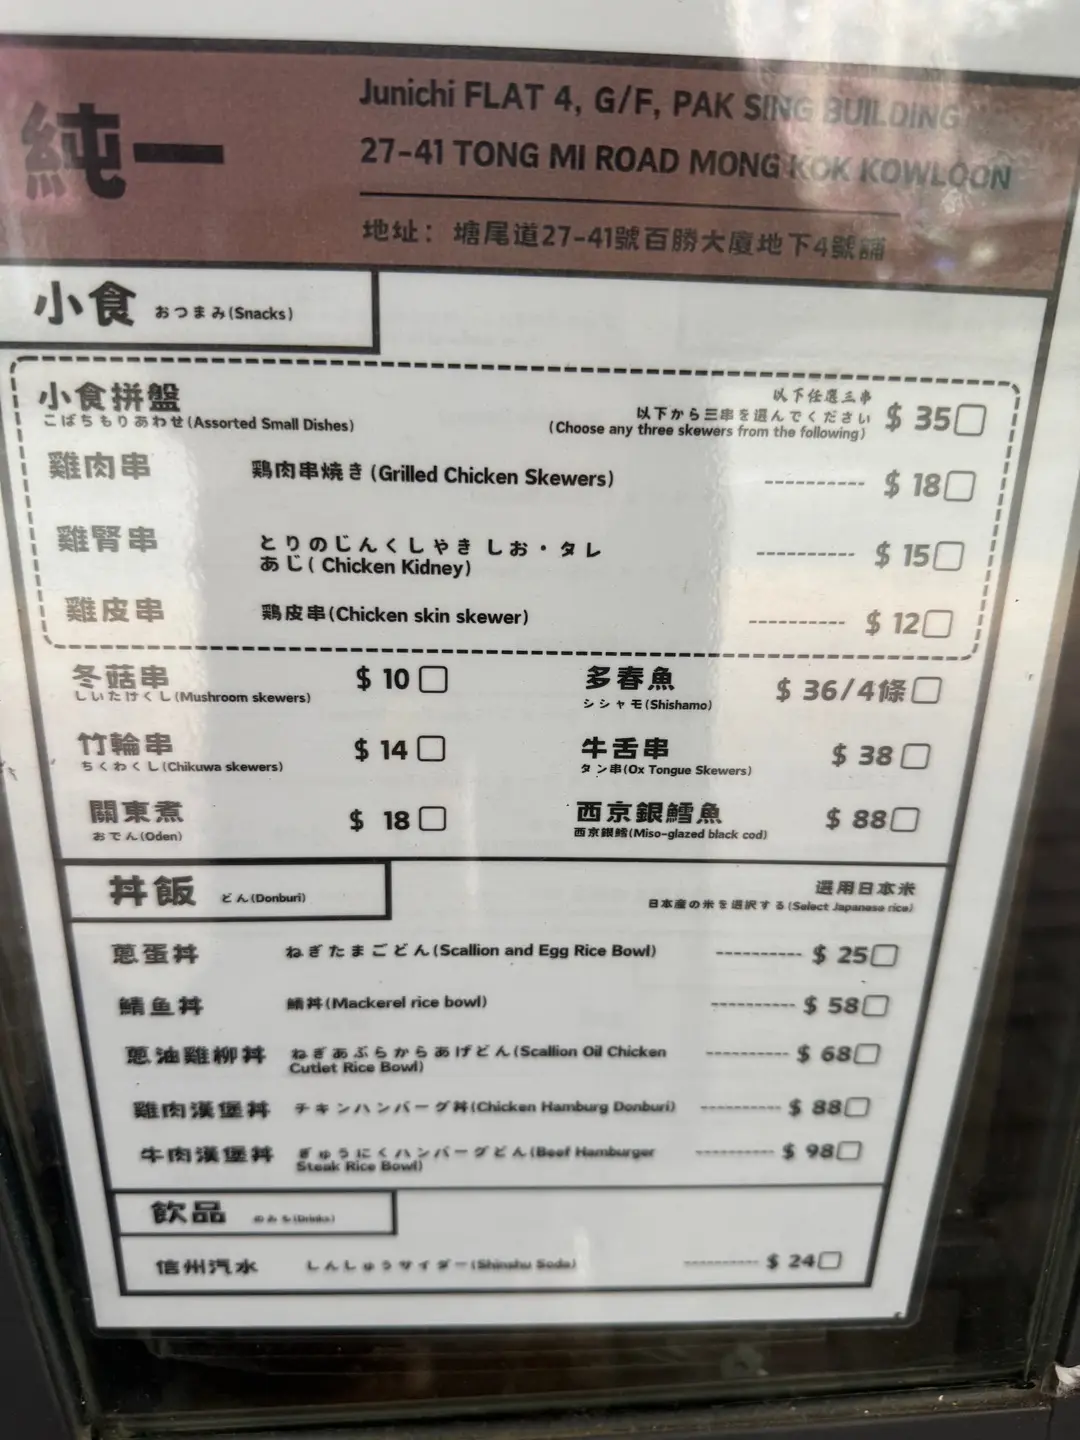 純一
Junichi FLAT 4, G/F, PAK SING BUILDING
27-41 TONG MI ROAD MONG KOK KOWLOON
地址：塘尾道27-41號百勝大廈地下4號舖
小食 おつまみ(Snacks)
小食拼盤
こばちもりあわせ(Assorted Small Dishes)
以下任選三串
以下から三串を選んでください
(Choose any three skewers from the following)
$ 35
雞肉串 鶏肉串焼き(Grilled Chicken Skewers) ---------- $ 18
雞腎串 とりのじんくしやき しお・タレ
あじ( Chicken Kidney) ---------- $ 15
雞皮串 鶏皮串(Chicken skin skewer) ---------- $ 12
冬菇串 $ 10
しいたけくし(Mushroom skewers)
多春魚 $ 36/4條
シシャモ(Shishamo)
竹輪串 $ 14
ちくわくし(Chikuwa skewers)
牛舌串 $ 38
タン串(Ox Tongue Skewers)
關東煮 $ 18
おでん(Oden)
西京銀鱈魚 $ 88
西京銀鱈(Miso-glazed black cod)
丼飯 どん(Donburi)
選用日本米
日本産の米を選択する(Select Japanese rice)
蔥蛋丼 ねぎたまごどん(Scallion and Egg Rice Bowl) ---------- $ 25
鯖魚丼 鯖丼(Mackerel rice bowl) ---------- $ 58
蔥油雞柳丼 ねぎあぶらからあげどん(Scallion Oil Chicken
Cutlet Rice Bowl) ---------- $ 68
雞肉漢堡丼 チキンハンバーグ丼(Chicken Hamburg Donburi) ---------- $ 88
牛肉漢堡丼 ぎゅうにくハンバーグどん(Beef Hamburger
Steak Rice Bowl) ---------- $ 98
飲品 (Drinks)
信州汽水 しんしゅうサイダー(Shinshu Soda) ---------- $ 24